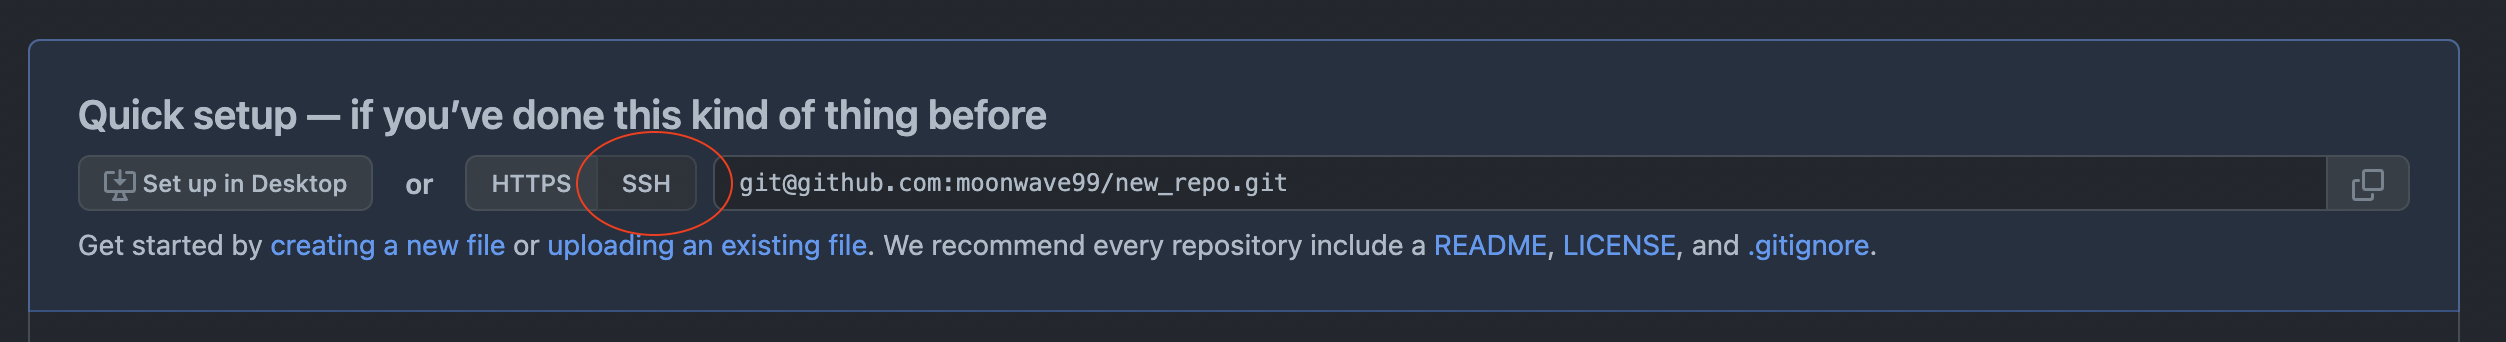 Quick setup — if you've done this kind of thing before
Set up in Desktop or HTTPS SSH git@github.com:moonwave99/new_repo.git
Get started by creating a new file or uploading an existing file. We recommend every repository include a README, LICENSE, and .gitignore.